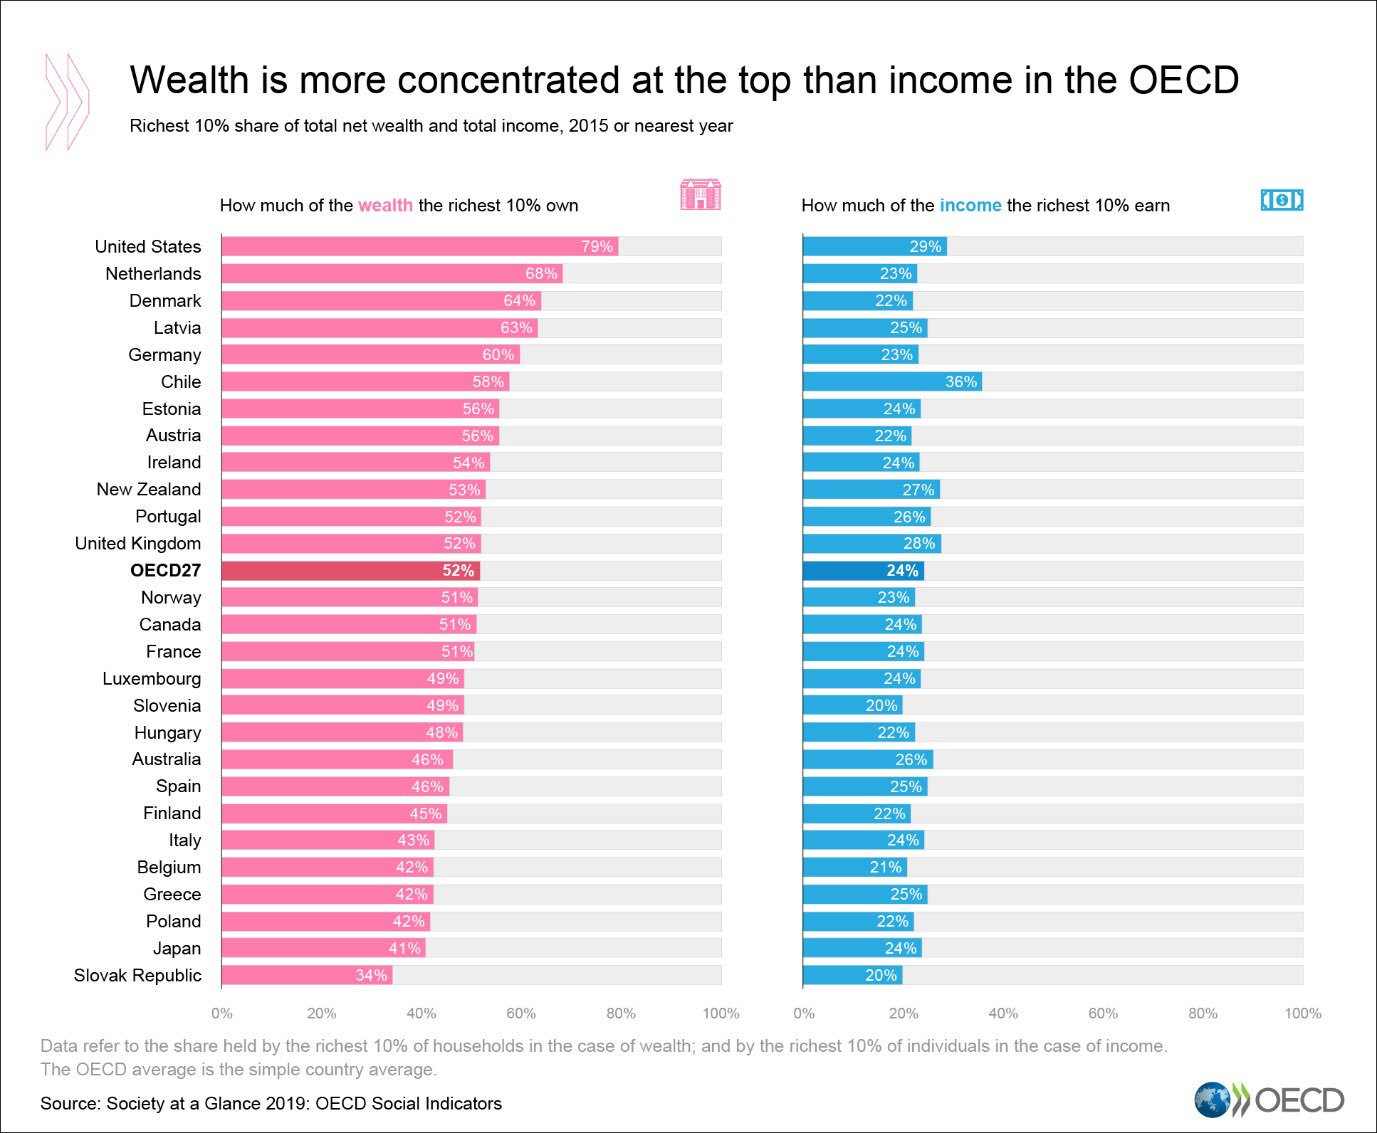 Wealth is more concentrated at the top than income in the OECD
Richest 10% share of total net wealth and total income, 2015 or nearest year
How much of the wealth the richest 10% own
How much of the income the richest 10% earn
United States 79% 29%
Netherlands 68% 23%
Denmark 64% 22%
Latvia 63% 25%
Germany 60% 23%
Chile 58% 36%
Estonia 56% 24%
Austria 56% 22%
Ireland 54% 24%
New Zealand 53% 27%
Portugal 52% 26%
United Kingdom 52% 28%
OECD27 52% 24%
Norway 51% 23%
Canada 51% 24%
France 51% 24%
Luxembourg 49% 24%
Slovenia 49% 20%
Hungary 48% 22%
Australia 46% 26%
Spain 46% 25%
Finland 45% 22%
Italy 43% 24%
Belgium 42% 21%
Greece 42% 25%
Poland 42% 22%
Japan 41% 24%
Slovak Republic 34% 20%
0% 20% 40% 60% 80% 100% 0% 20% 40% 60% 80% 100%
Data refer to the share held by the richest 10% of households in the case of wealth; and by the richest 10% of individuals in the case of income.
The OECD average is the simple country average.
Source: Society at a Glance 2019: OECD Social Indicators
OECD